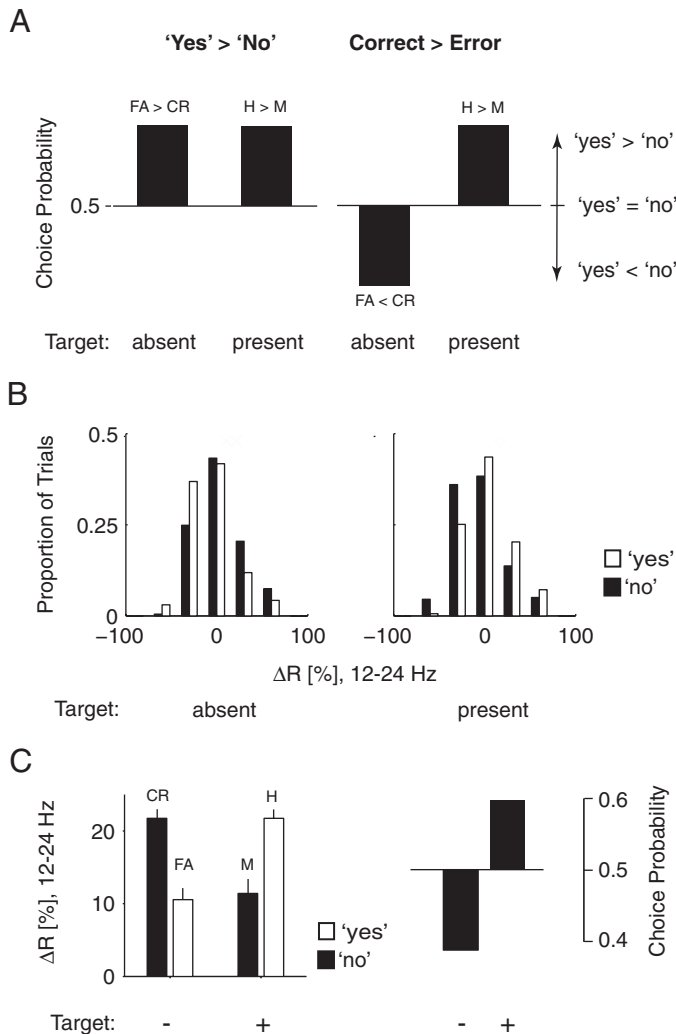 A
‘Yes’ > ‘No’ Correct > Error
FA > CR H > M H > M
Choice Probability
0.5
‘yes’ > ‘no’
‘yes’ = ‘no’
‘yes’ < ‘no’
FA < CR
Target: absent present absent present
B
Proportion of Trials
0.5
0.25
0
−100 0 100 −100 0 100
‘yes’
‘no’
ΔR [%], 12-24 Hz
Target: absent present
C
ΔR [%], 12-24 Hz
20
10
0
CR
FA
M
H
‘yes’
‘no’
0.6
0.5
0.4
Choice Probability
Target: - + - +